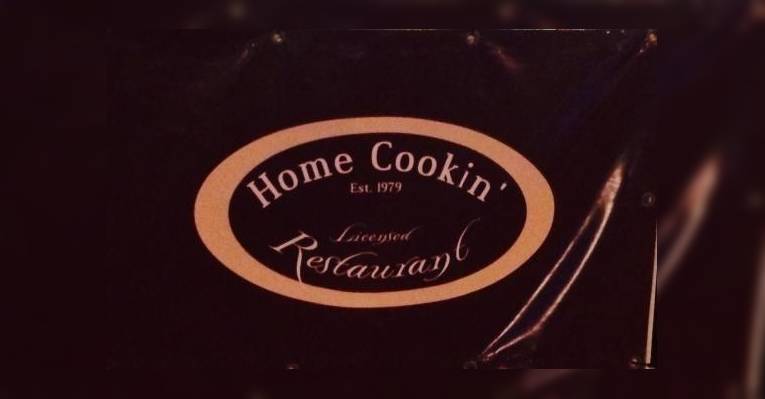 Home Cookin'
Est. 1979
Licensed
Restaurant